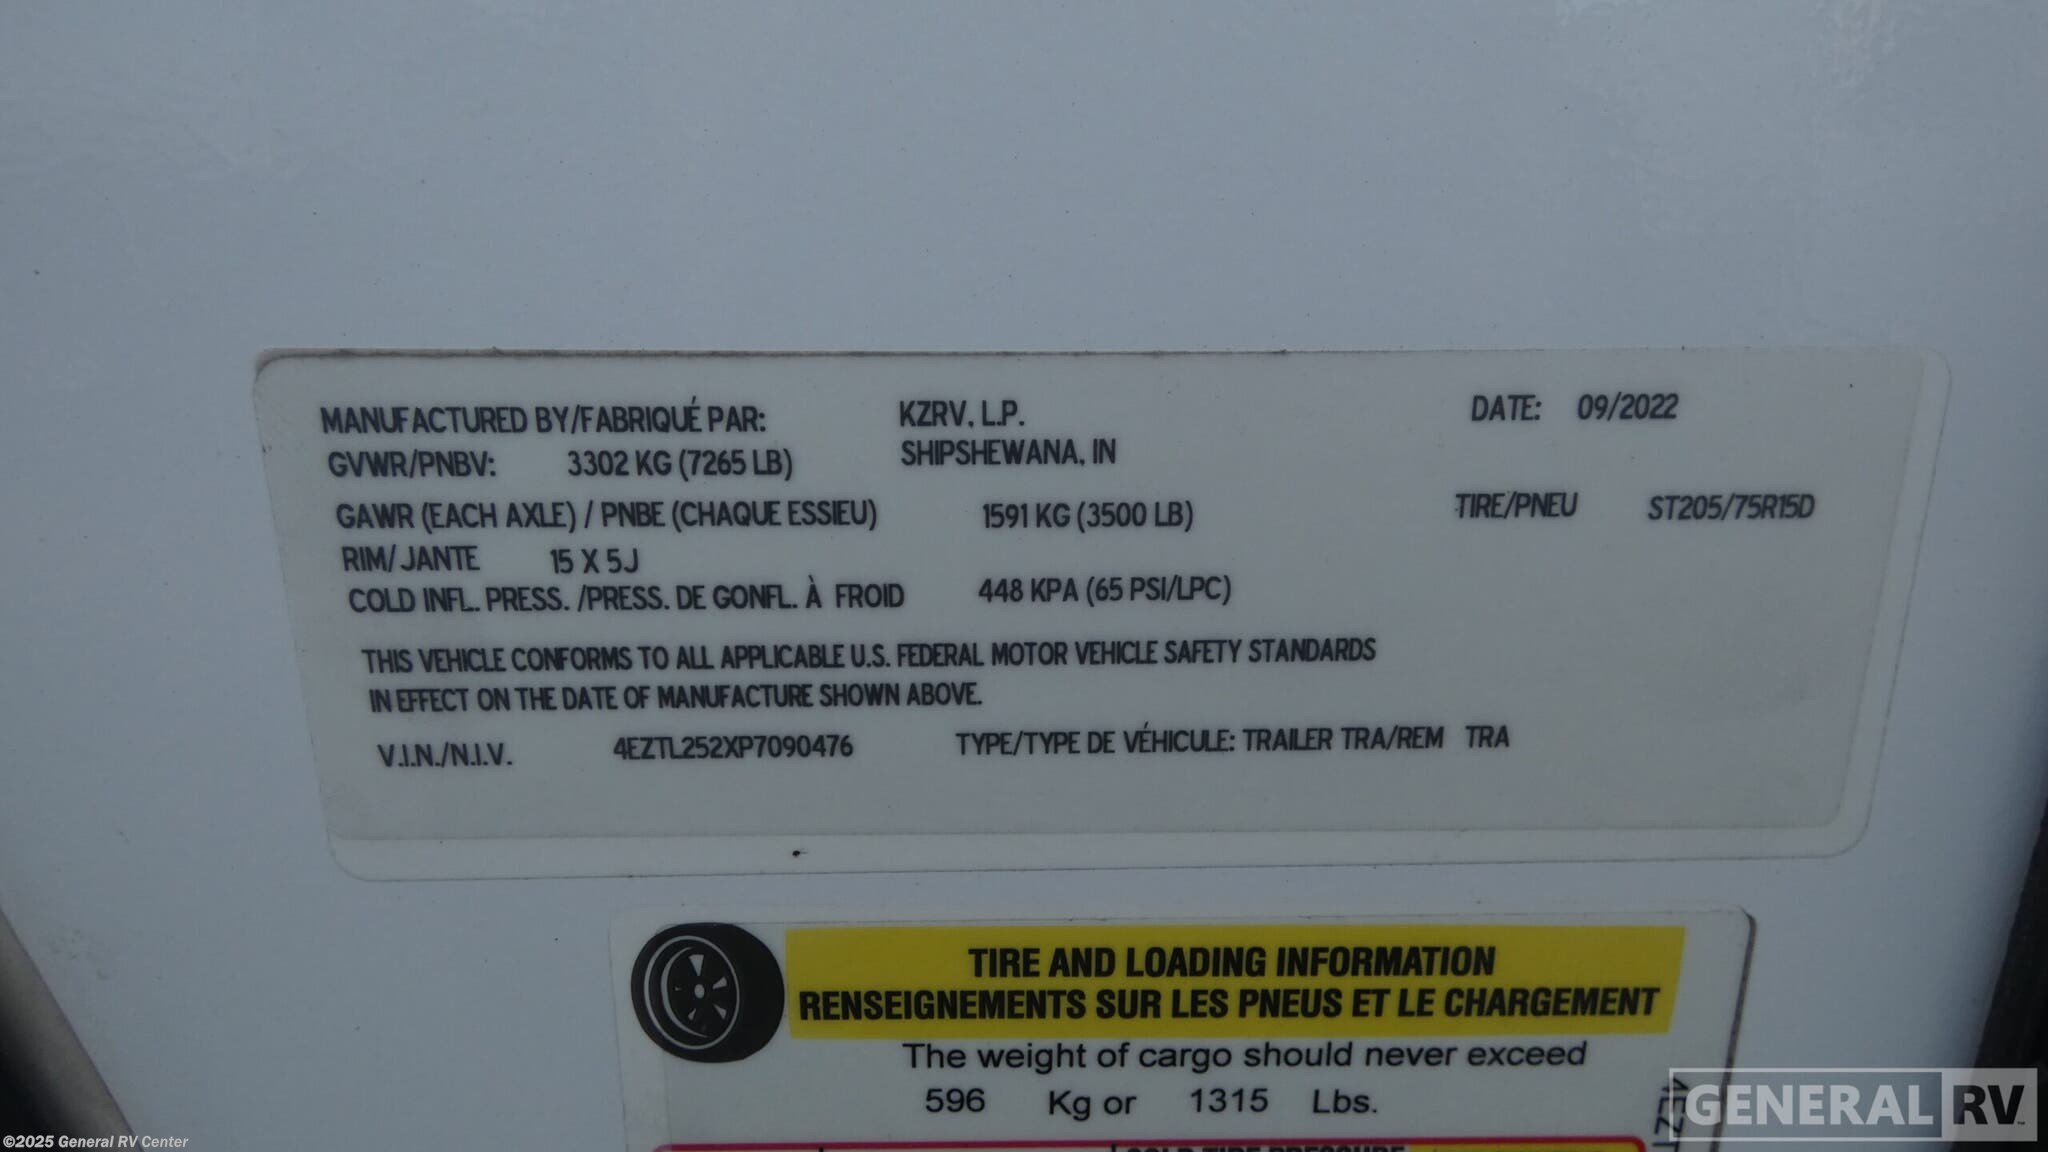 MANUFACTURED BY/FABRIQUÉ PAR: KZRV, L.P. DATE: 09/2022
GVWR/PNBV: 3302 KG (7265 LB) SHIPSHEWANA, IN
GAWR (EACH AXLE) / PNBE (CHAQUE ESSIEU) 1591 KG (3500 LB) TIRE/PNEU ST205/75R15D
RIM/JANTE 15 X 5J
COLD INFL. PRESS. /PRESS. DE GONFL. À FROID 448 KPA (65 PSI/LPC)
THIS VEHICLE CONFORMS TO ALL APPLICABLE U.S. FEDERAL MOTOR VEHICLE SAFETY STANDARDS
IN EFFECT ON THE DATE OF MANUFACTURE SHOWN ABOVE.
V.I.N./N.I.V. 4EZTL252XP7090476 TYPE/TYPE DE VÉHICULE: TRAILER TRA/REM TRA
TIRE AND LOADING INFORMATION
RENSEIGNEMENTS SUR LES PNEUS ET LE CHARGEMENT
The weight of cargo should never exceed
596 Kg or 1315 Lbs.
COLD TIRE PRESSURE
GENERAL RV
©2025 General RV Center